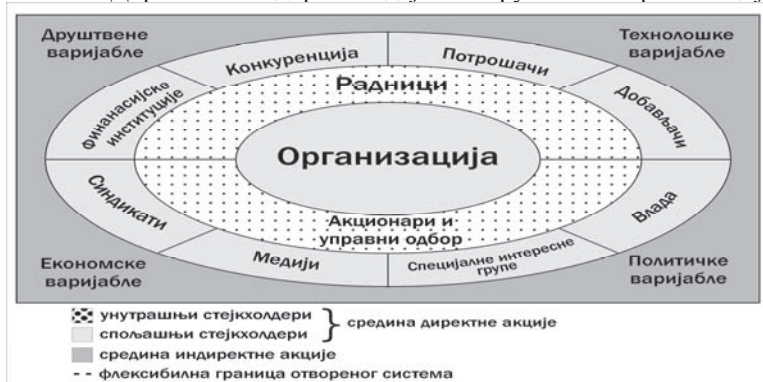 Друштвене
варијабле
Технолошке
варијабле
Конкуренција
Потрошачи
Финанасијске
институције
Радници
Добављачи
Организација
Синдикати
Акционари и
управни одбор
Влада
Медији
Специјалне интересне
групе
Економске
варијабле
Политичке
варијабле
унутрашњи стејкхолдери
спољашњи стејкхолдери
средина директне акције
средина индиректне акције
флексибилна граница отвореног система